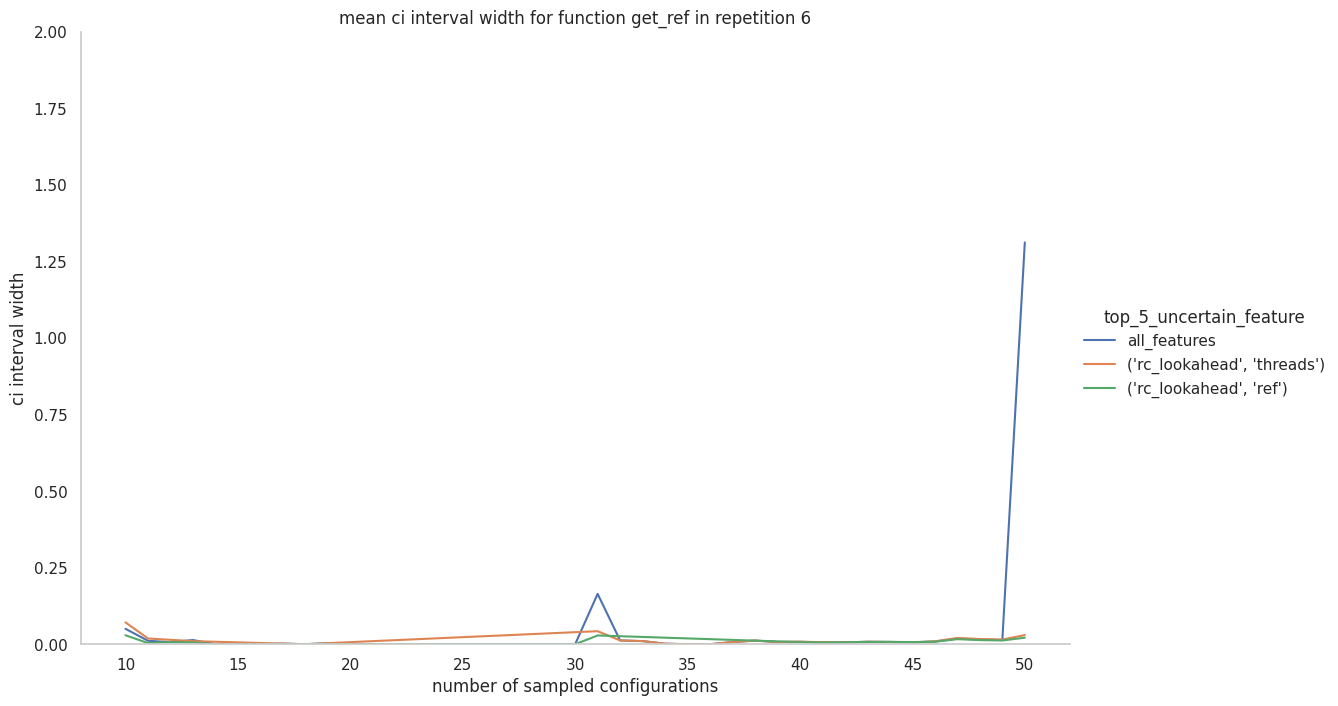 mean ci interval width for function get_ref in repetition 6
2.00
1.75
1.50
1.25
1.00
0.75
0.50
0.25
0.00
ci interval width
10 15 20 25 30 35 40 45 50
number of sampled configurations
top_5_uncertain_feature
all_features
('rc_lookahead', 'threads')
('rc_lookahead', 'ref')